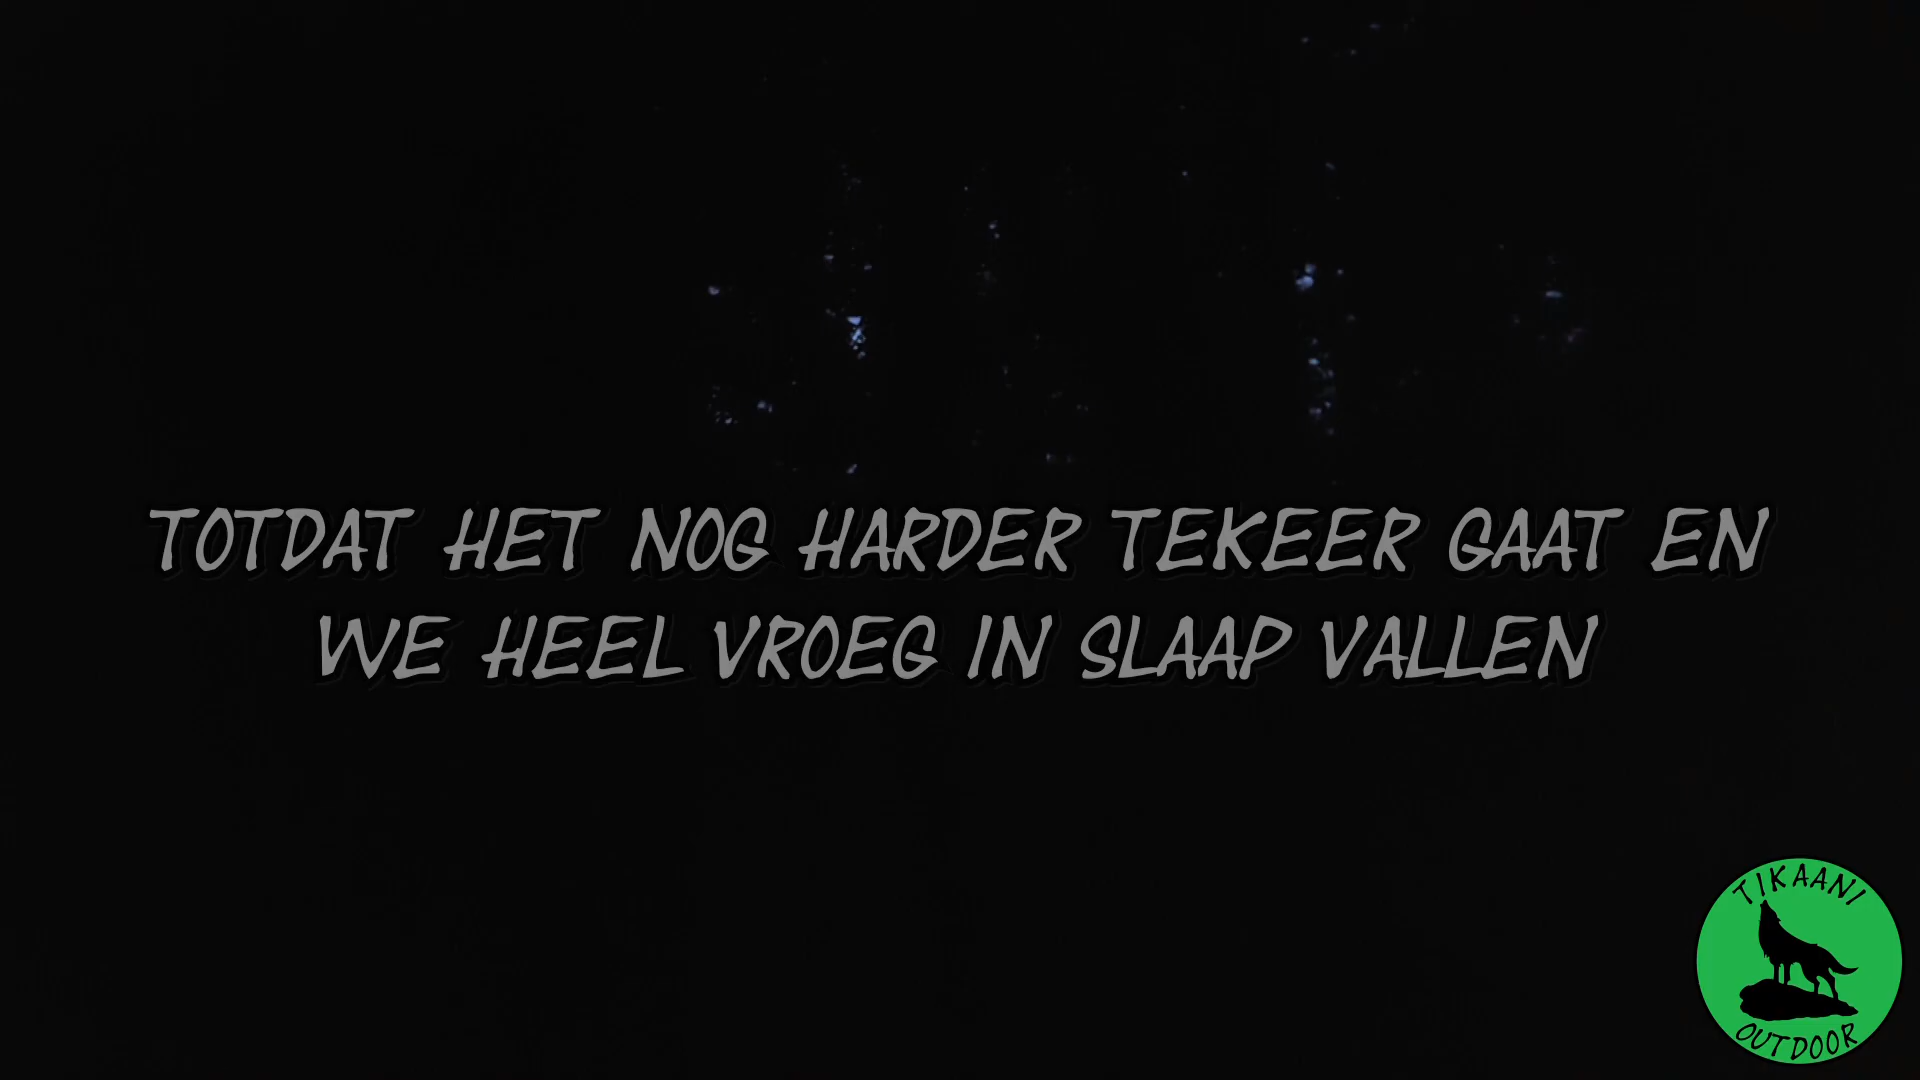 TOTDAT HET NOG HARDER TEKEER GAAT EN
WE HEEL VROEG IN SLAAP VALLEN
TIKAANI
OUTDOOR